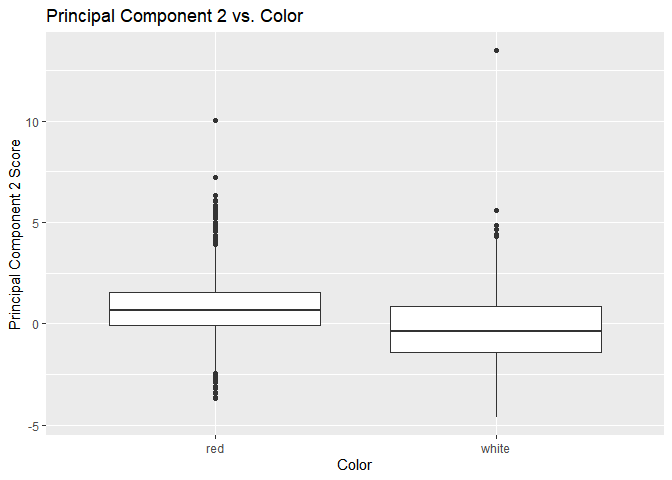 Principal Component 2 vs. Color
Principal Component 2 Score
10
5
0
-5
red white
Color